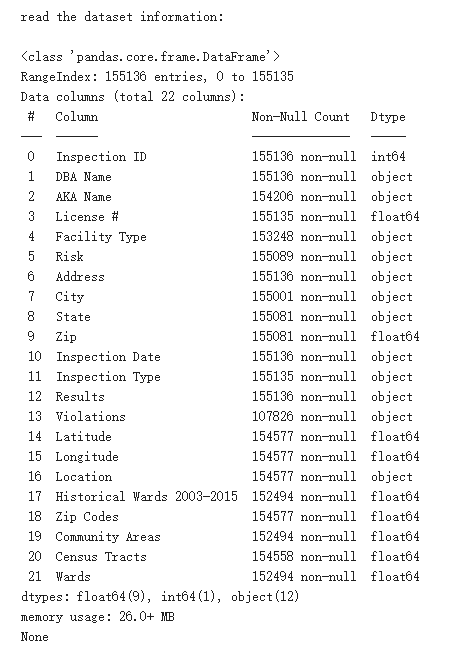 read the dataset information:
<class 'pandas.core.frame.DataFrame'>
RangeIndex: 155136 entries, 0 to 155135
Data columns (total 22 columns):
# Column Non-Null Count Dtype
--- ------ -------------- -----
0 Inspection ID 155136 non-null int64
1 DBA Name 155136 non-null object
2 AKA Name 154206 non-null object
3 License # 155135 non-null float64
4 Facility Type 153248 non-null object
5 Risk 155089 non-null object
6 Address 155136 non-null object
7 City 155001 non-null object
8 State 155081 non-null object
9 Zip 155081 non-null float64
10 Inspection Date 155136 non-null object
11 Inspection Type 155135 non-null object
12 Results 155136 non-null object
13 Violations 107826 non-null object
14 Latitude 154577 non-null float64
15 Longitude 154577 non-null float64
16 Location 154577 non-null object
17 Historical Wards 2003-2015 152494 non-null float64
18 Zip Codes 154577 non-null float64
19 Community Areas 152494 non-null float64
20 Census Tracts 154558 non-null float64
21 Wards 152494 non-null float64
dtypes: float64(9), int64(1), object(12)
memory usage: 26.0+ MB
None